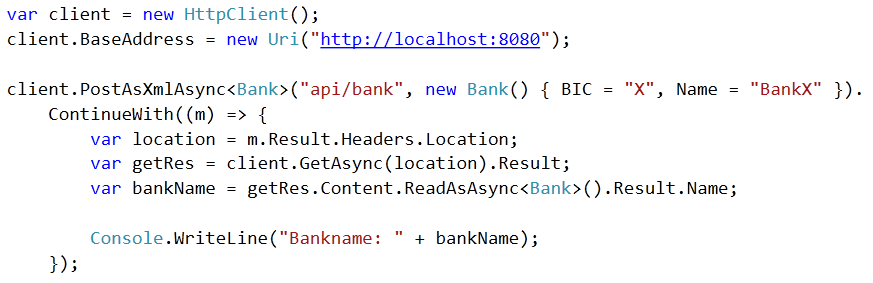 var client = new HttpClient();
client.BaseAddress = new Uri("http://localhost:8080");

client.PostAsXmlAsync<Bank>("api/bank", new Bank() { BIC = "X", Name = "BankX" }).
    ContinueWith((m) => {
        var location = m.Result.Headers.Location;
        var getRes = client.GetAsync(location).Result;
        var bankName = getRes.Content.ReadAsAsync<Bank>().Result.Name;

        Console.WriteLine("Bankname: " + bankName);
    });